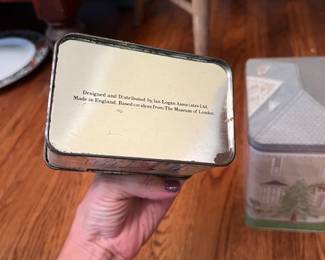 Designed and Distributed by Ian Logan Associates Ltd.
Made in England. Based on ideas from The Museum of London.